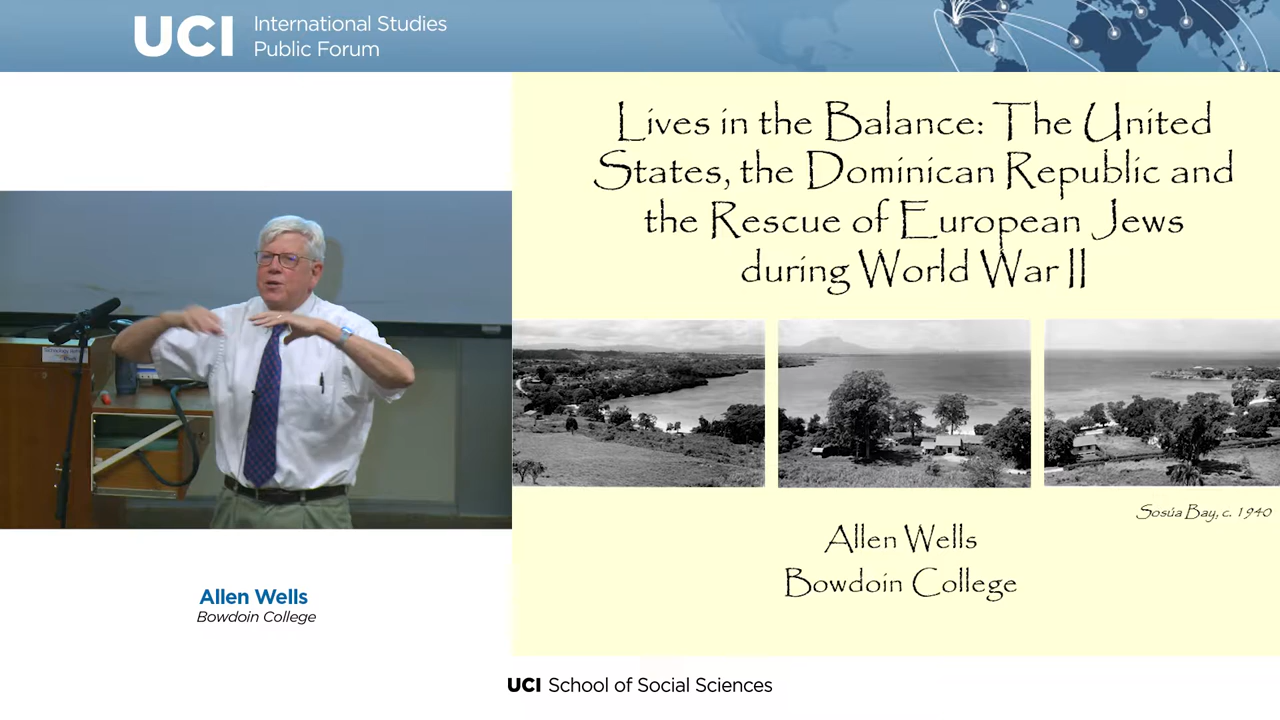 UCI
International Studies
Public Forum
Lives in the Balance: The United
States, the Dominican Republic and
the Rescue of European Jews
during World War II
Sosúa Bay, c. 1940
Allen Wells
Bowdoin College
Allen Wells
Bowdoin College
UCI School of Social Sciences